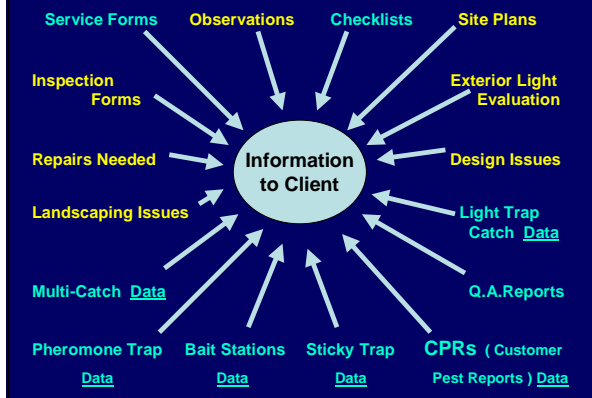 Service Forms
Observations
Checklists
Site Plans
Inspection
Forms
Exterior Light
Evaluation
Information
to Client
Repairs Needed
Design Issues
Landscaping Issues
Light Trap
Catch Data
Multi-Catch Data
Q.A.Reports
Pheromone Trap
Data
Bait Stations
Data
Sticky Trap
Data
CPRs ( Customer
Pest Reports ) Data